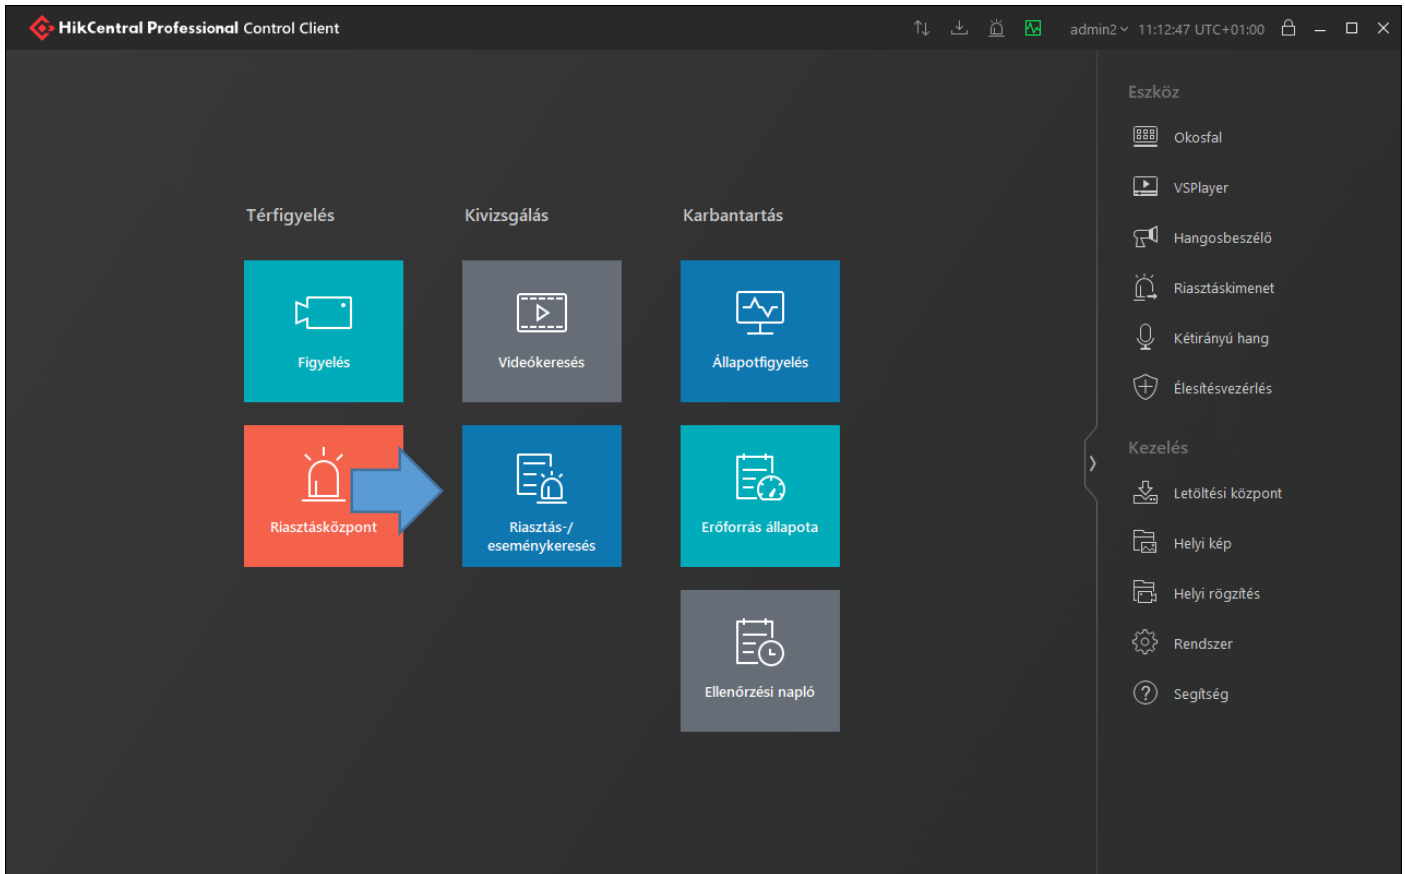 HikCentral Professional Control Client
admin2 11:12:47 UTC+01:00
Térfigyelés
Figyelés
Riasztásközpont
Kivizsgálás
Videókeresés
Riasztás-/
eseménykeresés
Karbantartás
Állapotfigyelés
Erőforrás állapota
Ellenőrzési napló
Eszköz
Okosfal
VSPlayer
Hangosbeszélő
Riasztáskimenet
Kétirányú hang
Élesítésvezérlés
Kezelés
Letöltési központ
Helyi kép
Helyi rögzítés
Rendszer
Segítség